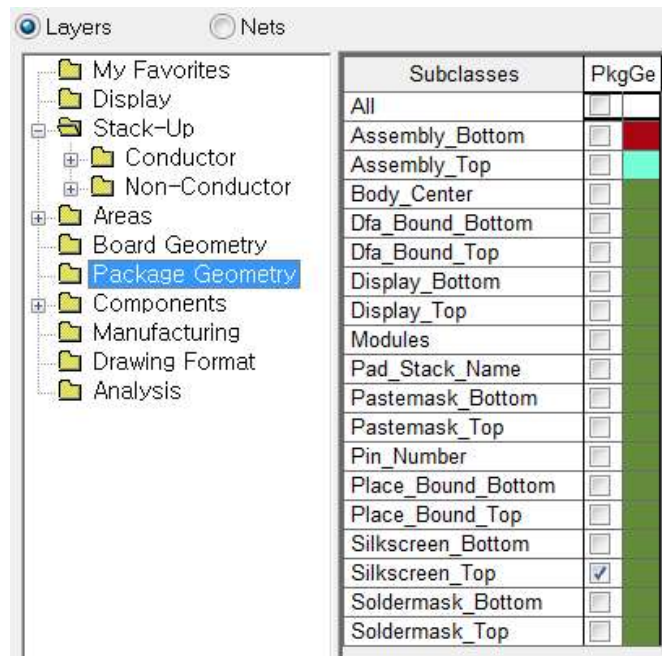 Layers
Nets
My Favorites
Display
Stack-Up
Conductor
Non-Conductor
Areas
Board Geometry
Package Geometry
Components
Manufacturing
Drawing Format
Analysis
Subclasses PkgGe
All
Assembly_Bottom
Assembly_Top
Body_Center
Dfa_Bound_Bottom
Dfa_Bound_Top
Display_Bottom
Display_Top
Modules
Pad_Stack_Name
Pastemask_Bottom
Pastemask_Top
Pin_Number
Place_Bound_Bottom
Place_Bound_Top
Silkscreen_Bottom
Silkscreen_Top
Soldermask_Bottom
Soldermask_Top